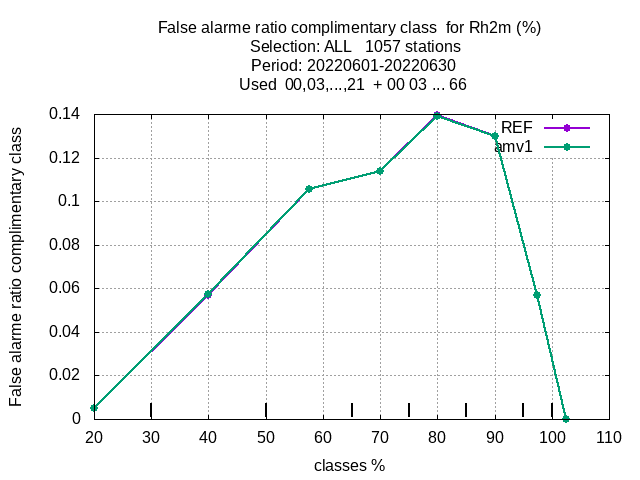 False alarme ratio complimentary class  for Rh2m (%)
Selection: ALL   1057 stations
Period: 20220601-20220630
Used  00,03,...,21  + 00 03 ... 66
False alarme ratio complimentary class
0.14
0.12
0.1
0.08
0.06
0.04
0.02
0
REF
amv1
20 30 40 50 60 70 80 90 100 110
classes %